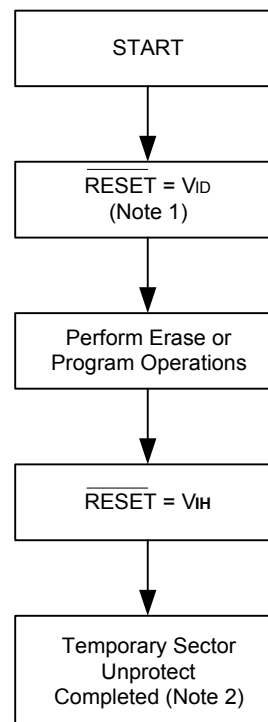 START
RESET = VID
(Note 1)
Perform Erase or
Program Operations
RESET = VIH
Temporary Sector
Unprotect
Completed (Note 2)